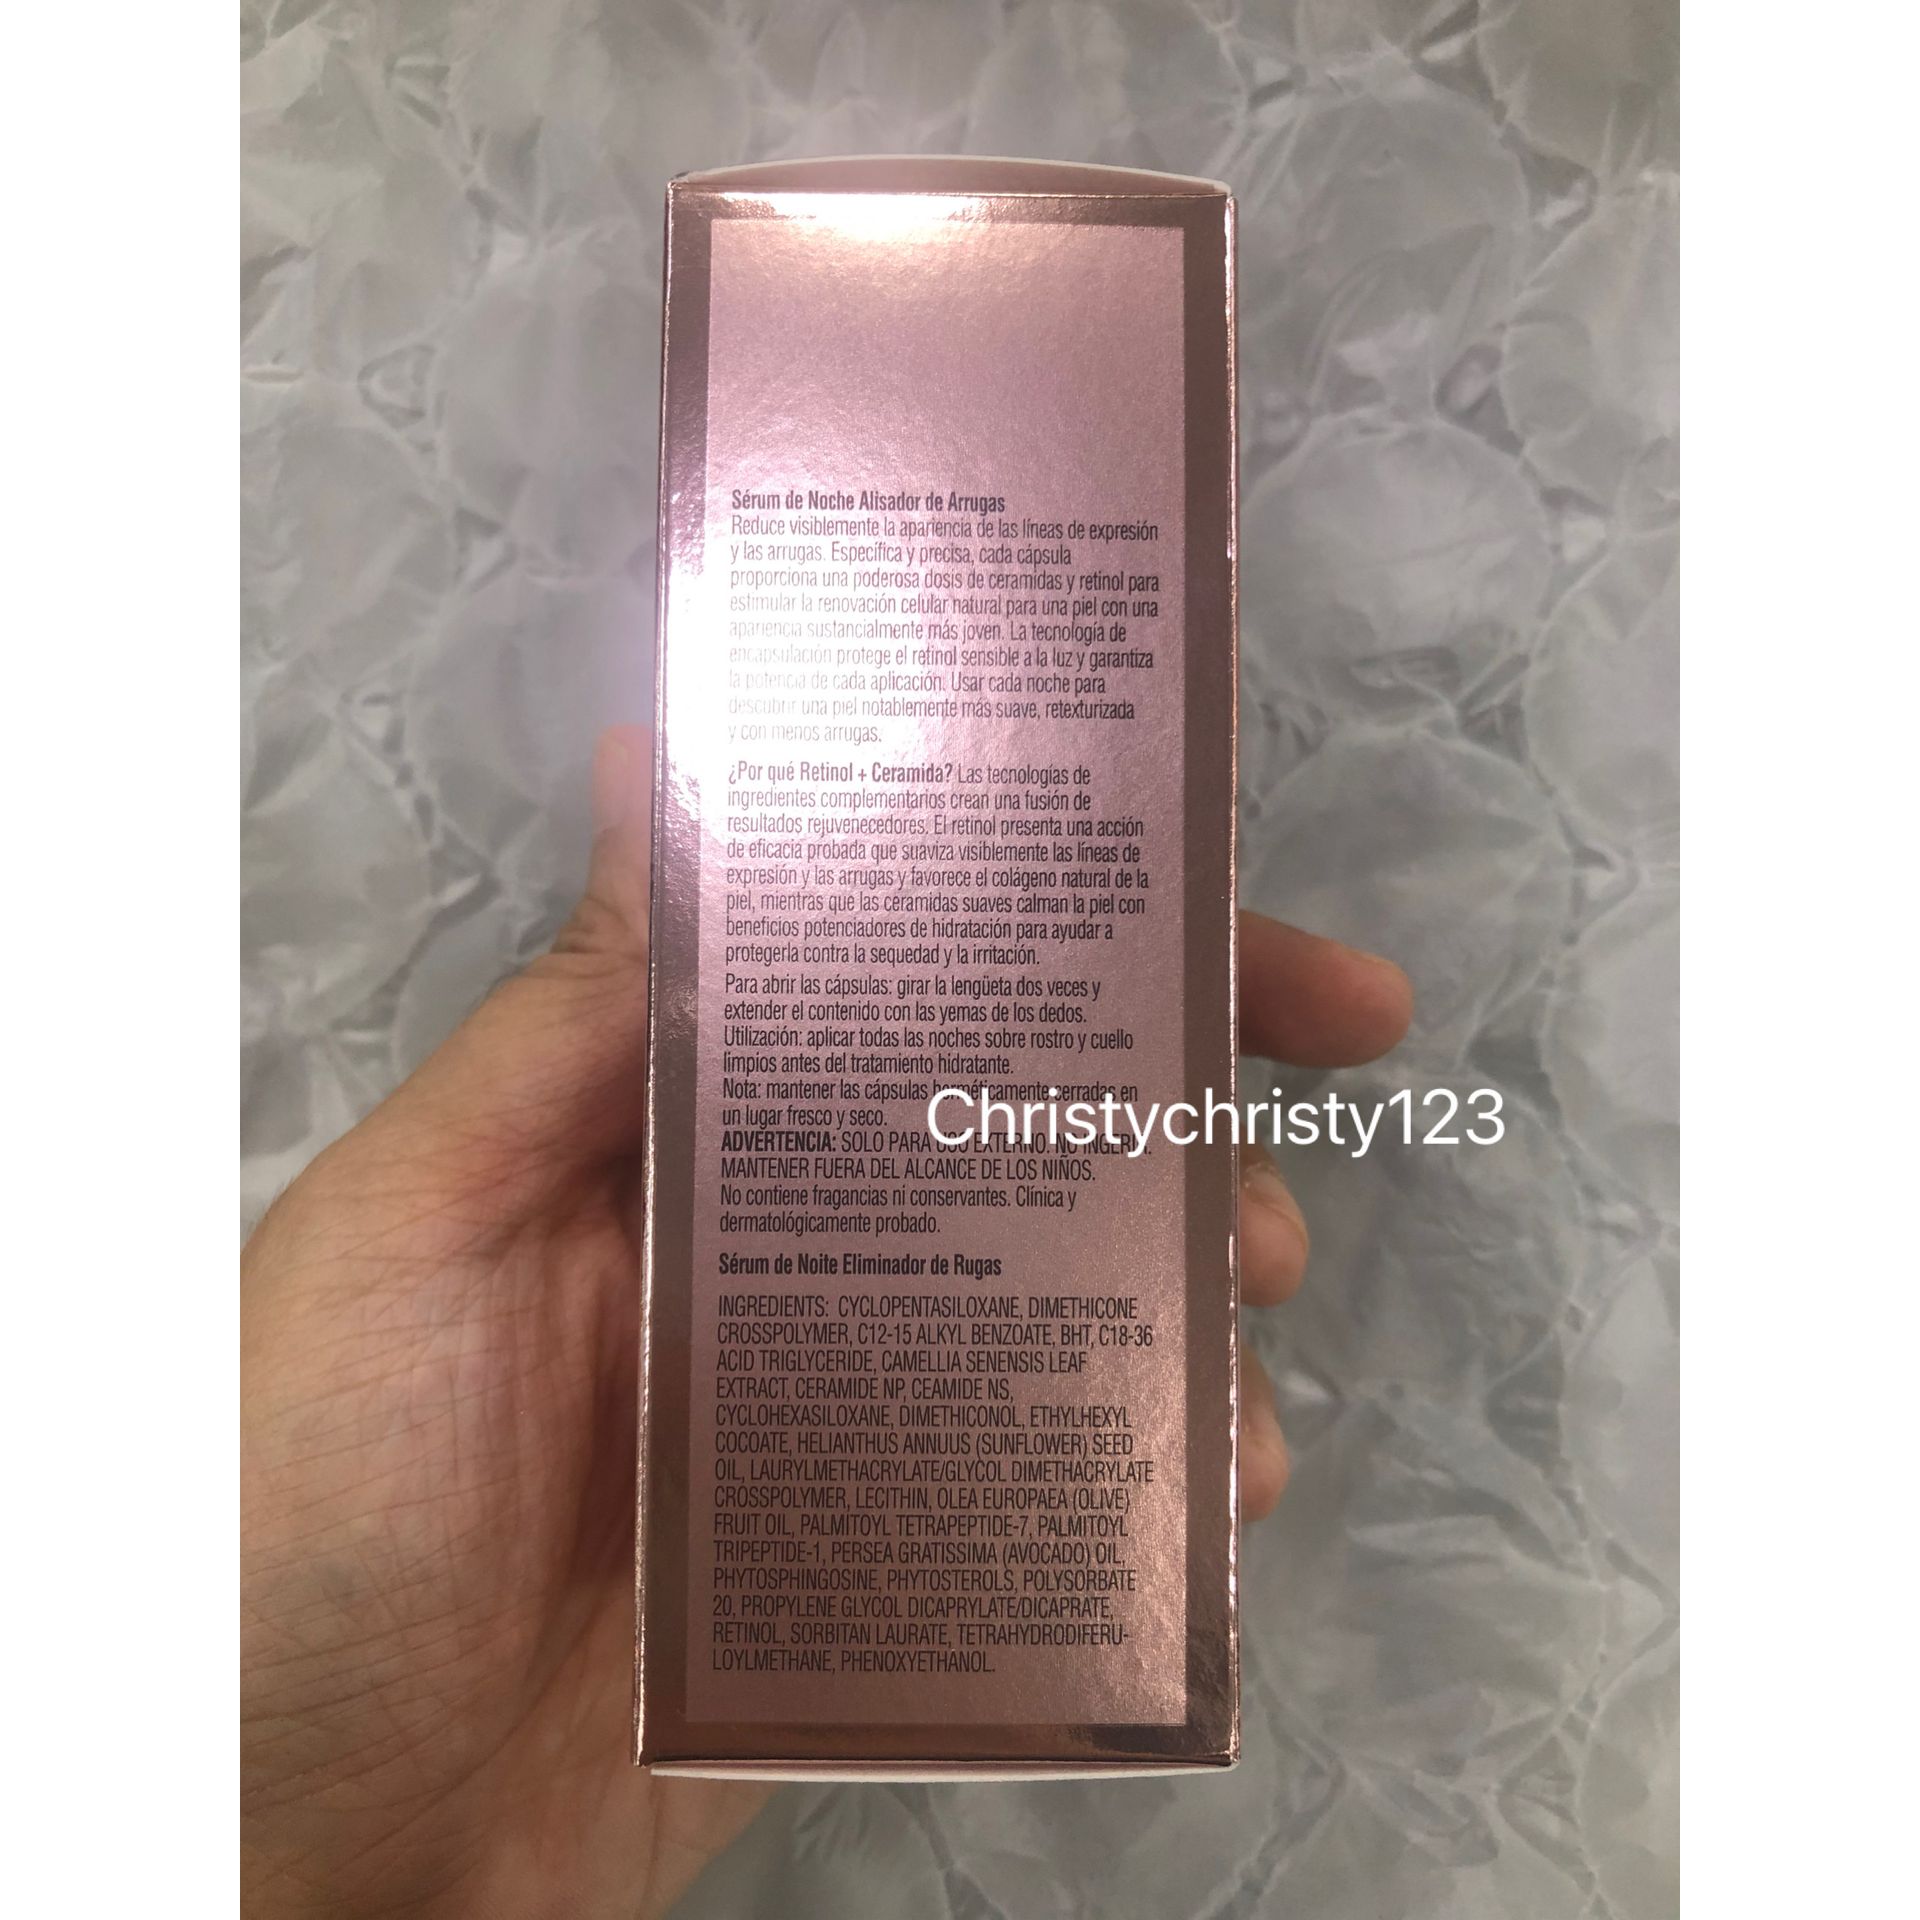 Sérum de Noche Alisador de Arrugas
Reduce visiblemente la apariencia de las líneas de expresión
y las arrugas. Específica y precisa, cada cápsula
proporciona una poderosa dosis de ceramidas y retinol para
estimular la renovación celular natural para una piel con una
apariencia sustancialmente más joven. La tecnología de
encapsulación protege el retinol sensible a la luz y garantiza
la potencia de cada aplicación. Usar cada noche para
descubrir una piel notablemente más suave, retexturizada
y con menos arrugas.
¿Por qué Retinol + Ceramida? Las tecnologías de
ingredientes complementarios crean una fusión de
resultados rejuvenecedores. El retinol presenta una acción
de eficacia probada que suaviza visiblemente las líneas de
expresión y las arrugas y favorece el colágeno natural de la
piel, mientras que las ceramidas suaves calman la piel con
beneficios potenciadores de hidratación para ayudar a
protegerla contra la sequedad y la irritación.
Para abrir las cápsulas: girar la lengüeta dos veces y
extender el contenido con las yemas de los dedos.
Utilización: aplicar todas las noches sobre rostro y cuello
limpios antes del tratamiento hidratante.
Nota: mantener las cápsulas herméticamente cerradas en
un lugar fresco y seco.
Christychristy123
ADVERTENCIA: SOLO PARA USO EXTERNO. NO INGERIR.
MANTENER FUERA DEL ALCANCE DE LOS NIÑOS.
No contiene fragancias ni conservantes. Clínica y
dermatológicamente probado.
Sérum de Noite Eliminador de Rugas
INGREDIENTS: CYCLOPENTASILOXANE, DIMETHICONE
CROSSPOLYMER, C12-15 ALKYL BENZOATE, BHT, C18-36
ACID TRIGLYCERIDE, CAMELLIA SENENSIS LEAF
EXTRACT, CERAMIDE NP, CEAMIDE NS,
CYCLOHEXASILOXANE, DIMETHICONOL, ETHYLHEXYL
COCOATE, HELIANTHUS ANNUUS (SUNFLOWER) SEED
OIL, LAURYLMETHACRYLATE/GLYCOL DIMETHACRYLATE
CROSSPOLYMER, LECITHIN, OLEA EUROPAEA (OLIVE)
FRUIT OIL, PALMITOYL TETRAPEPTIDE-7, PALMITOYL
TRIPEPTIDE-1, PERSEA GRATISSIMA (AVOCADO) OIL,
PHYTOSPHINGOSINE, PHYTOSTEROLS, POLYSORBATE
20, PROPYLENE GLYCOL DICAPRYLATE/DICAPRATE,
RETINOL, SORBITAN LAURATE, TETRAHYDRODIFERU-
LOYLMETHANE, PHENOXYETHANOL.